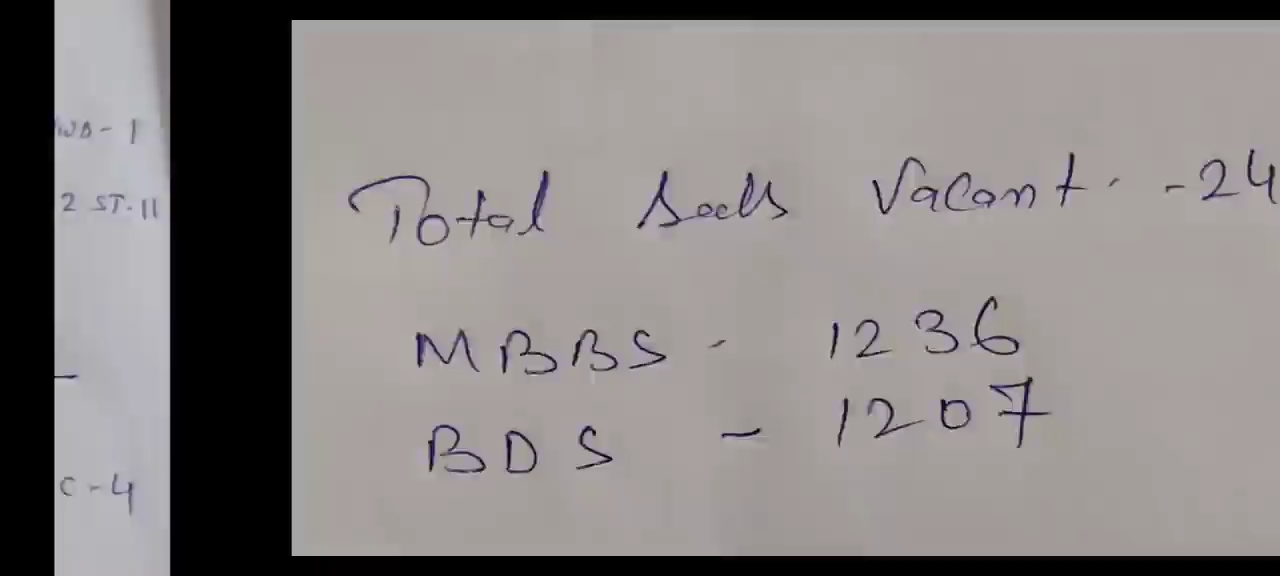 WB- 1
2 ST-11
C-4
Total seats Vacant. -24
MBBS - 1236
BDS - 1207